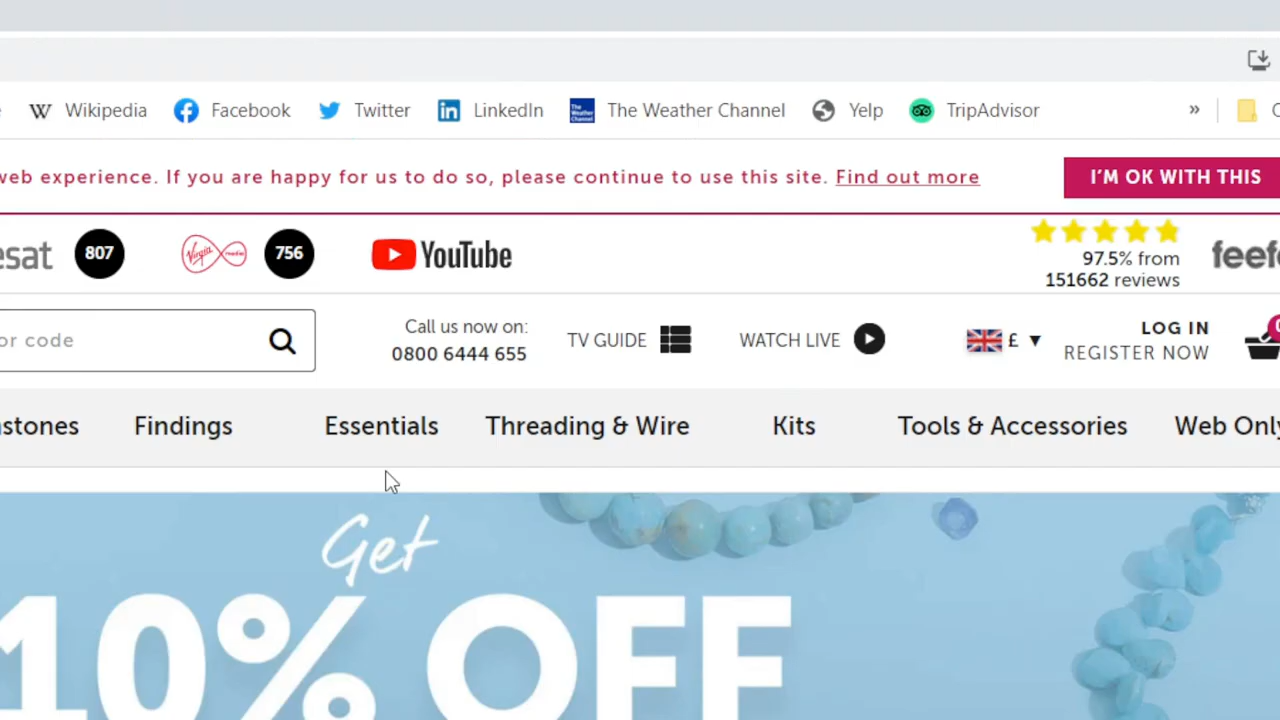 Wikipedia Facebook Twitter LinkedIn The Weather Channel Yelp TripAdvisor »
web experience. If you are happy for us to do so, please continue to use this site. Find out more I'M OK WITH THIS
esat 807 Virgin media 756 YouTube
97.5% from
151662 reviews
feefo
or code
Call us now on:
0800 6444 655
TV GUIDE
WATCH LIVE
£ ▼
LOG IN
REGISTER NOW
stones Findings Essentials Threading & Wire Kits Tools & Accessories Web Only
Get
10% OFF